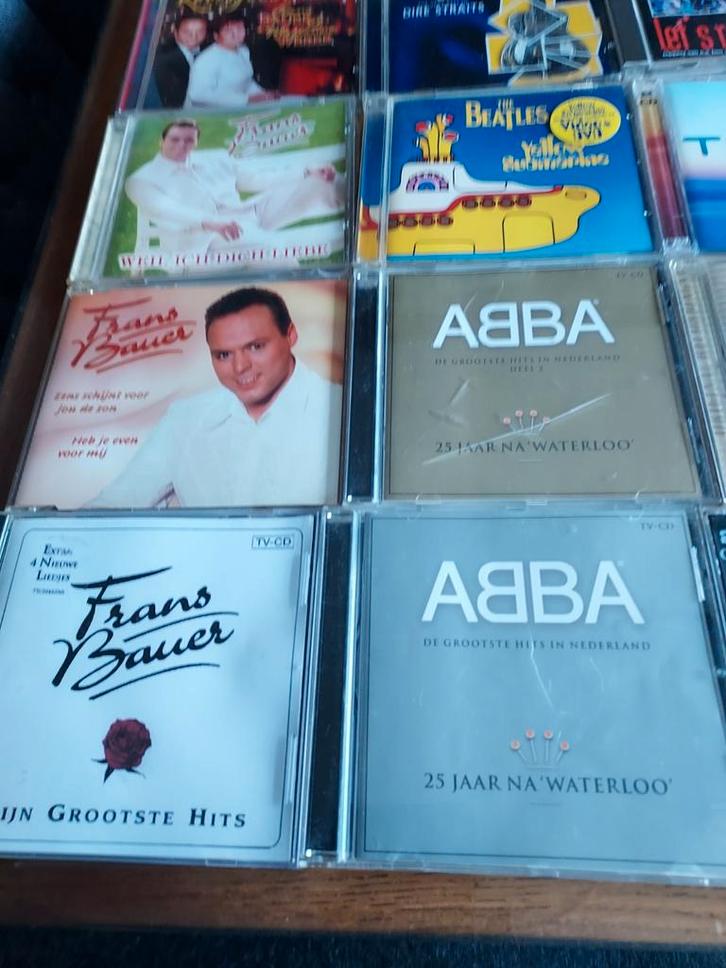 DIRE STRAITS
let's
Frans
Bauer
WEIL ICH DICH LIEBE
THE
BEATLES
Yellow
Submarine
T
Frans
Bauer
Eens schijnt voor
jou de zon
Heb je even
voor mij
TV-CD
ABBA
DE GROOTSTE HITS IN NEDERLAND
DEEL 2
25 JAAR NA 'WATERLOO'
EXTRA:
4 NIEUWE
LIEDJES
TV-CD
Frans
Bauer
IJN GROOTSTE HITS
TV-CD
ABBA
DE GROOTSTE HITS IN NEDERLAND
25 JAAR NA 'WATERLOO'